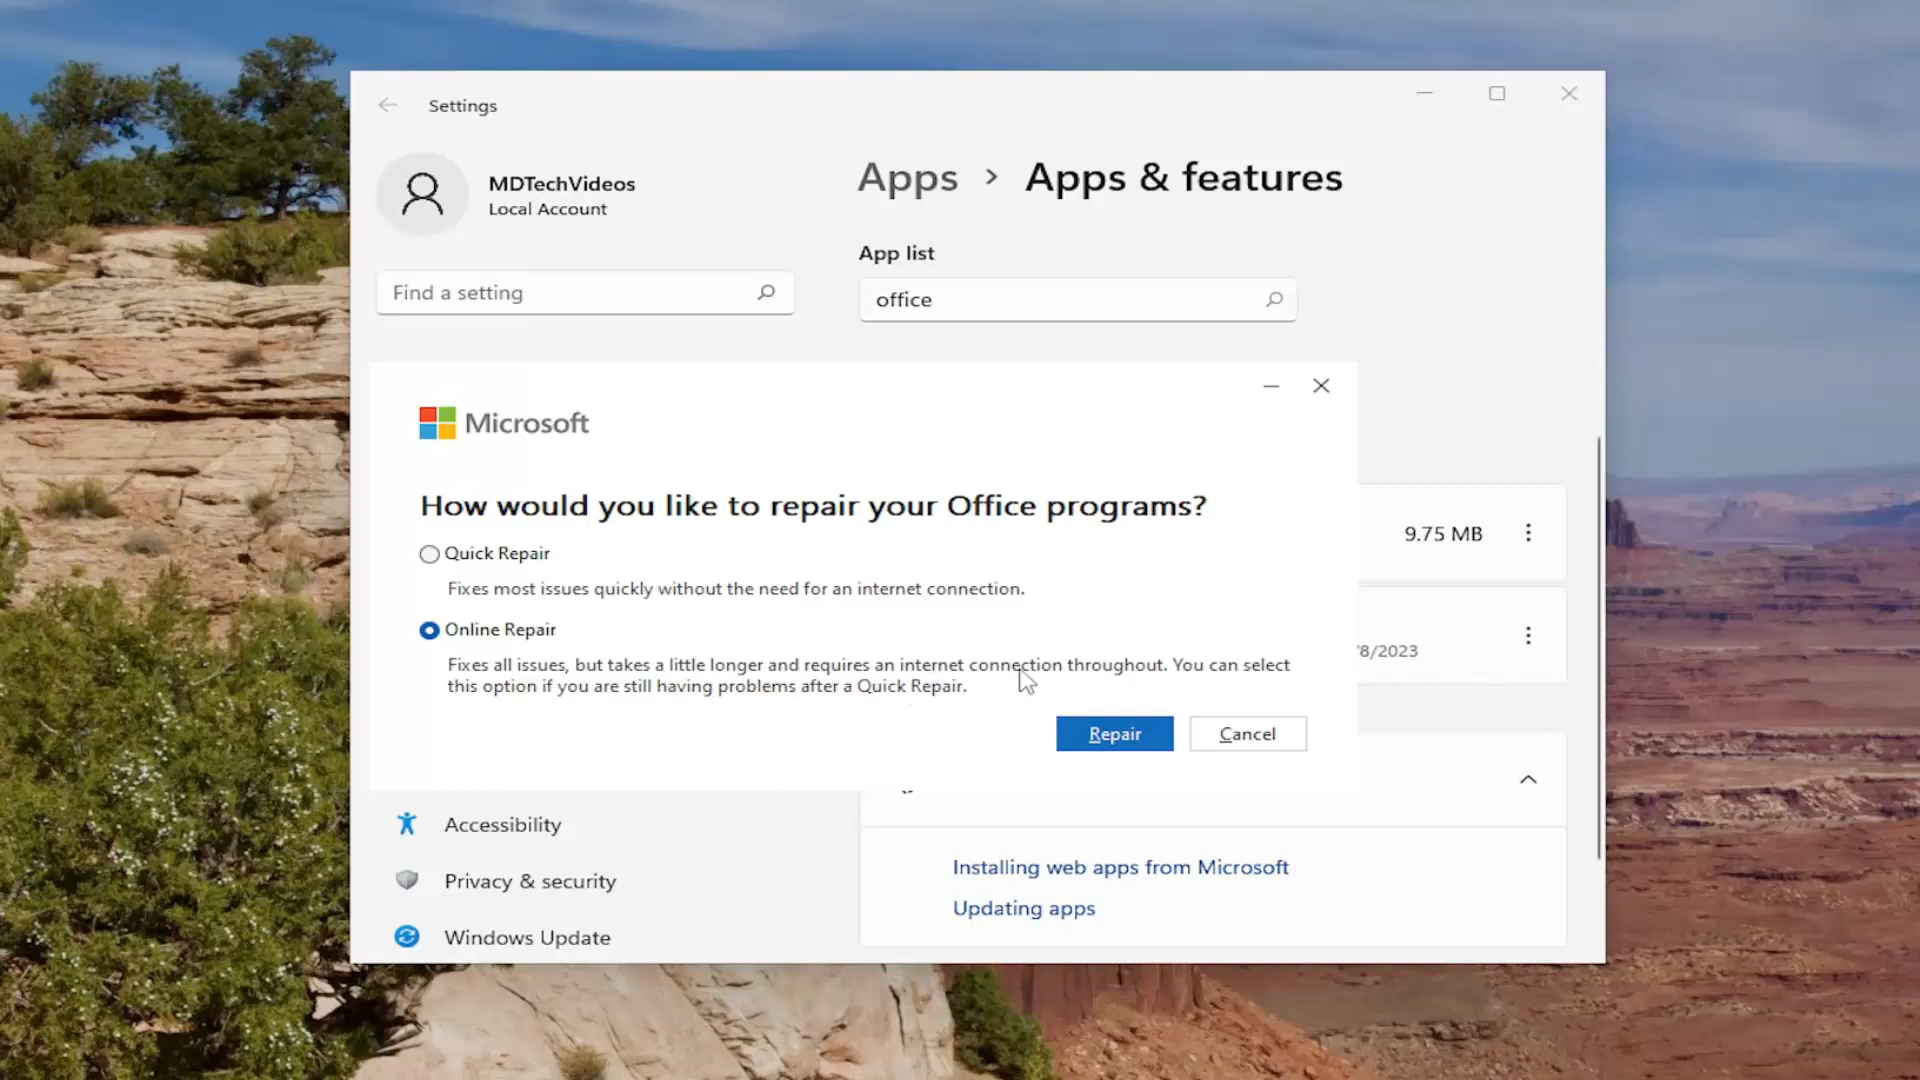 Settings
MDTechVideos
Local Account
Find a setting
Apps > Apps & features
App list
office
Microsoft
How would you like to repair your Office programs?
Quick Repair
Fixes most issues quickly without the need for an internet connection.
Online Repair
Fixes all issues, but takes a little longer and requires an internet connection throughout. You can select
this option if you are still having problems after a Quick Repair.
Repair
Cancel
9.75 MB
/8/2023
Accessibility
Privacy & security
Windows Update
Installing web apps from Microsoft
Updating apps